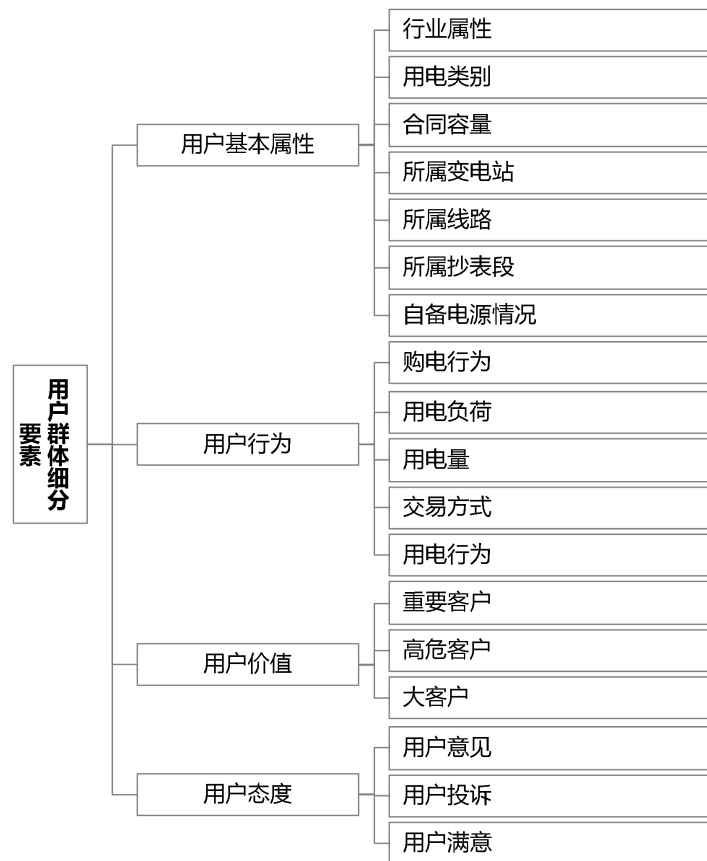 用户群体细分
要素
用户基本属性
行业属性
用电类别
合同容量
所属变电站
所属线路
所属抄表段
自备电源情况
用户行为
购电行为
用电负荷
用电量
交易方式
用电行为
用户价值
重要客户
高危客户
大客户
用户态度
用户意见
用户投诉
用户满意